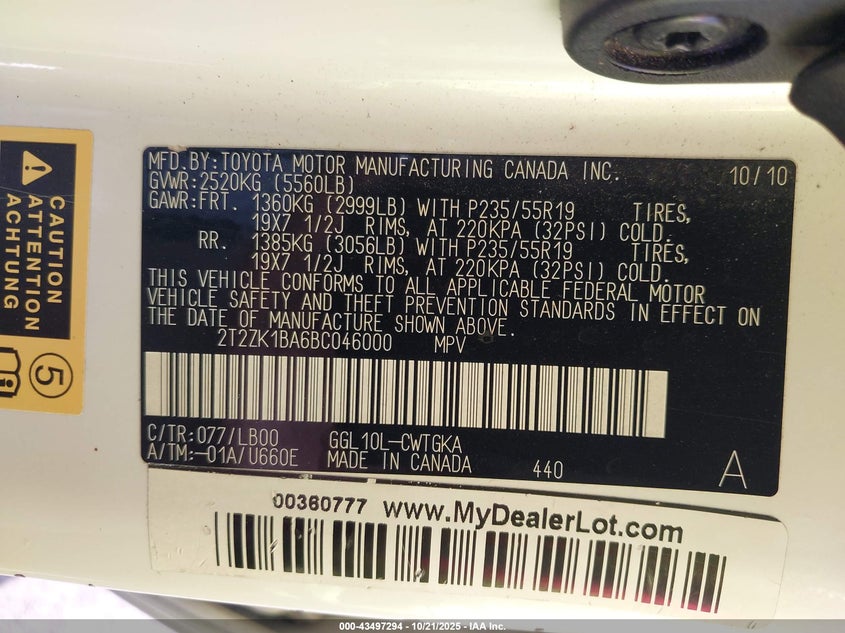 CAUTION
ATTENTION
ACHTUNG
5
MFD.BY:TOYOTA MOTOR MANUFACTURING CANADA INC. 10/10
GVWR:2520KG (5560LB)
GAWR:FRT. 1360KG (2999LB) WITH P235/55R19 TIRES,
19X7 1/2J RIMS, AT 220KPA (32PSI) COLD.
RR. 1385KG (3056LB) WITH P235/55R19 TIRES,
19X7 1/2J RIMS, AT 220KPA (32PSI) COLD.
THIS VEHICLE CONFORMS TO ALL APPLICABLE FEDERAL MOTOR
VEHICLE SAFETY AND THEFT PREVENTION STANDARDS IN EFFECT ON
THE DATE OF MANUFACTURE SHOWN ABOVE.
2T2ZK1BA6BC046000 MPV
C/TR:077/LB00 GGL10L-CWTGKA
A/TM:-01A/U660E MADE IN CANADA 440 A
00360777 www.MyDealerLot.com
000-43497294 | 10/21/2025 - IAA Inc.